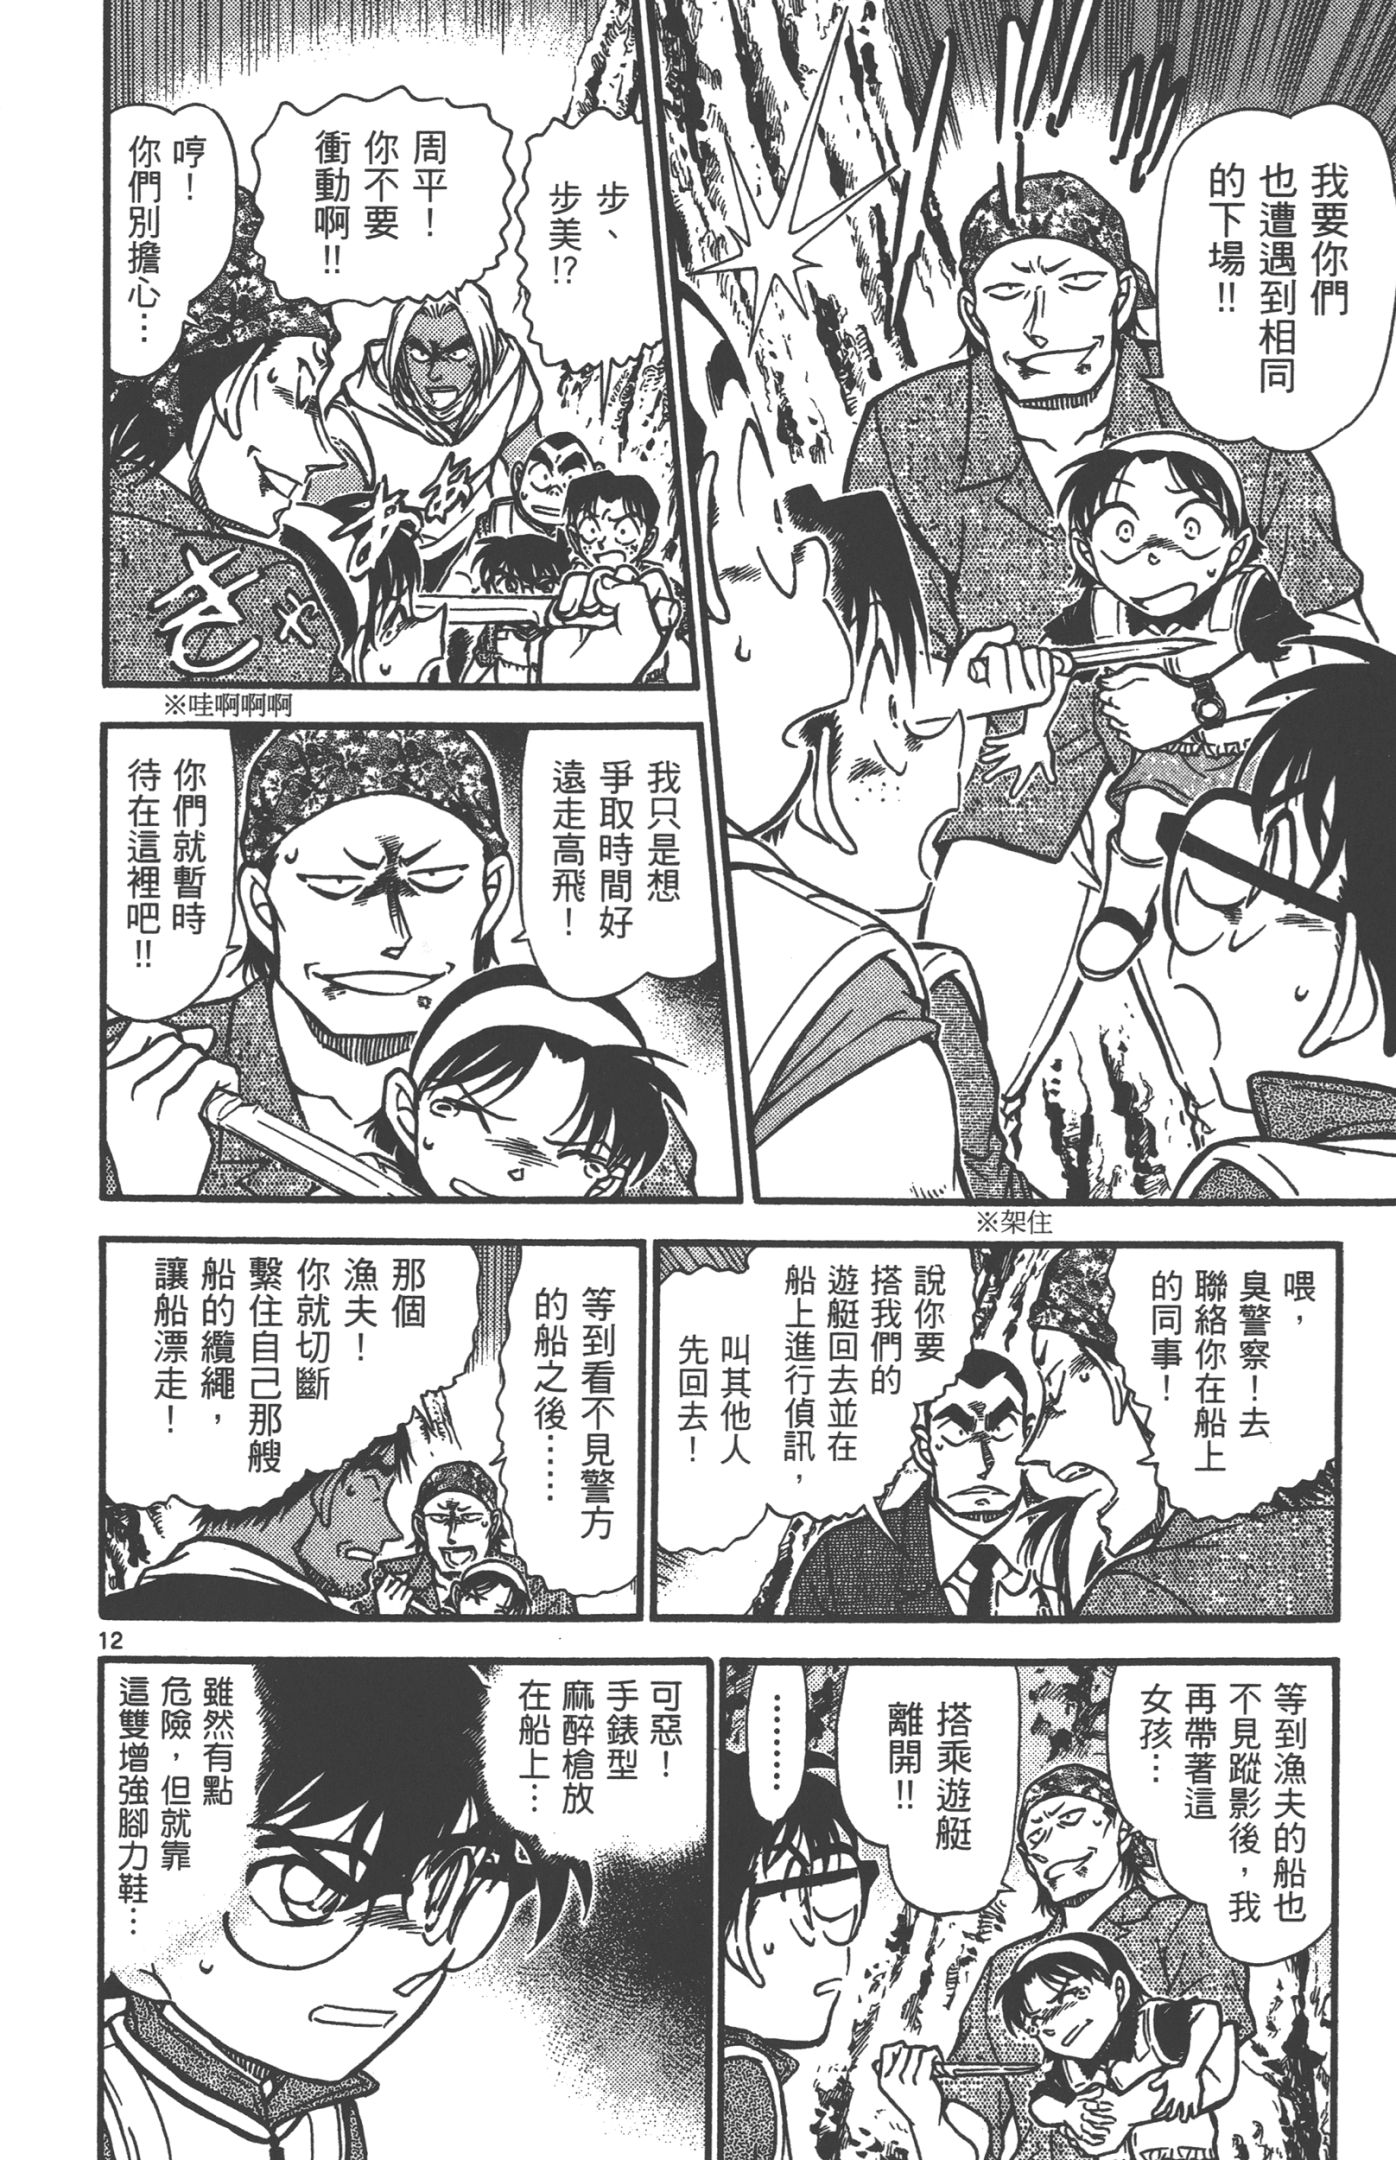 我要你們
也遭遇到相同
的下場!!
※架住
步、
步美!?
周平！
你不要
衝動啊!!
哼！
你們別擔心…
※哇啊啊啊
我只是想
爭取時間好
遠走高飛！
你們就暫時
待在這裡吧!!
喂，
臭警察！去
聯絡你在船上
的同事！
說你要
搭我們的
遊艇回去並在
船上進行偵訊，
叫其他人
先回去！
等到看不見警方
的船之後……
那個
漁夫！
你就切斷
繫住自己那艘
船的纜繩，
讓船漂走！
12
等到漁夫的船也
不見蹤影後，我
再帶著這
女孩…
搭乘遊艇
離開!!
………
可惡！
手錶型
麻醉槍放
在船上…
雖然有點
危險，但就靠
這雙增強腳力鞋…